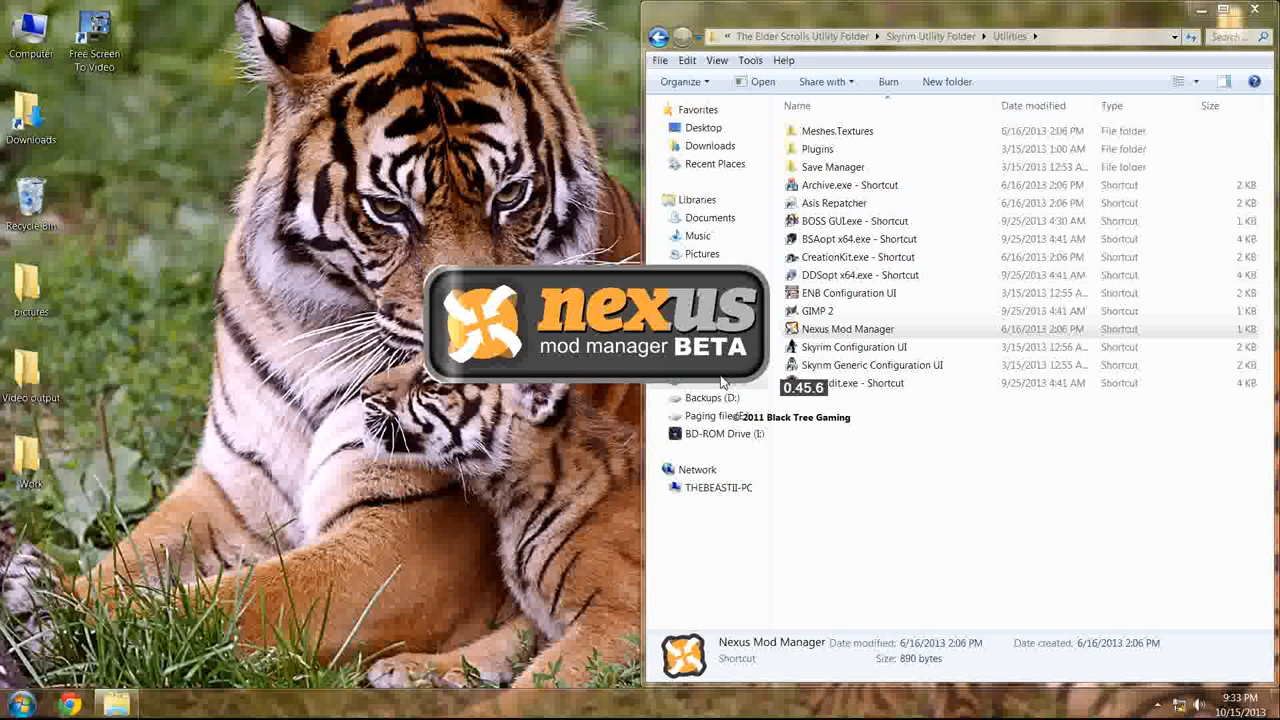 Computer
Free Screen
To Video
Downloads
Recycle Bin
pictures
Video output
Work
« The Elder Scrolls Utility Folder Skyrim Utility Folder Utilities
Search...
File Edit View Tools Help
Organize Open Share with Burn New folder
Favorites
Desktop
Downloads
Recent Places
Libraries
Documents
Music
Pictures
Backups (D:)
Paging file
BD-ROM Drive (I:)
Network
THEBEASTII-PC
Name Date modified Type Size
Meshes.Textures 6/16/2013 2:06 PM File folder
Plugins 3/15/2013 1:00 AM File folder
Save Manager 3/15/2013 12:53 A... File folder
Archive.exe - Shortcut 6/16/2013 2:06 PM Shortcut 2 KB
Asis Repatcher 6/16/2013 2:06 PM Shortcut 2 KB
BOSS GUI.exe - Shortcut 9/25/2013 4:30 AM Shortcut 1 KB
BSAopt x64.exe - Shortcut 9/25/2013 4:41 AM Shortcut 4 KB
CreationKit.exe - Shortcut 6/16/2013 2:06 PM Shortcut 2 KB
DDSopt x64.exe - Shortcut 9/25/2013 4:41 AM Shortcut 4 KB
ENB Configuration UI 3/15/2013 12:55 A... Shortcut 2 KB
GIMP 2 9/25/2013 4:41 AM Shortcut 2 KB
Nexus Mod Manager 6/16/2013 2:06 PM Shortcut 1 KB
Skyrim Configuration UI 3/15/2013 12:56 A... Shortcut 2 KB
Skyrim Generic Configuration UI 3/15/2013 12:55 A... Shortcut 2 KB
dit.exe - Shortcut 9/25/2013 4:41 AM Shortcut 4 KB
nexus
mod manager BETA
0.45.6
2011 Black Tree Gaming
Nexus Mod Manager Date modified: 6/16/2013 2:06 PM Date created: 6/16/2013 2:06 PM
Shortcut Size: 890 bytes
9:33 PM
10/15/2013